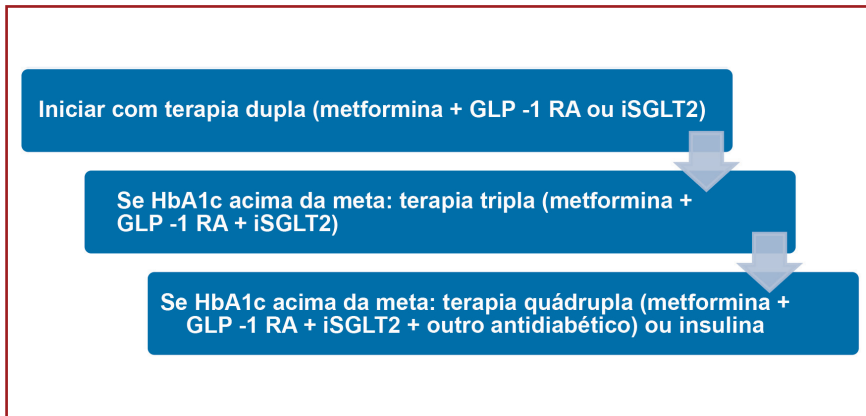 Iniciar com terapia dupla (metformina + GLP -1 RA ou iSGLT2)
Se HbA1c acima da meta: terapia tripla (metformina +
GLP -1 RA + iSGLT2)
Se HbA1c acima da meta: terapia quádrupla (metformina +
GLP -1 RA + iSGLT2 + outro antidiabético) ou insulina